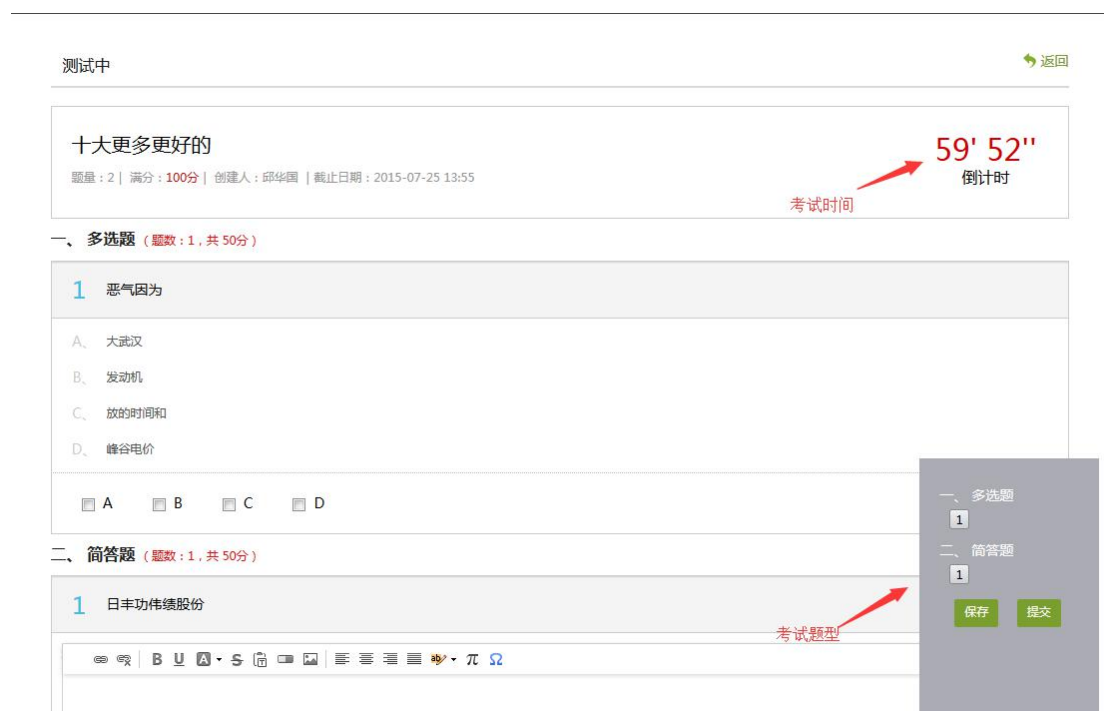 测试中
返回
十大更多更好的
59' 52''
题量：2| 满分：100分| 创建人：邱华国 |截止日期：2015-07-25 13:55
倒计时
考试时间
一、 多选题（题数：1，共 50分）
1 恶气因为
A、 大武汉
B、 发动机
C、 放的时间和
D、 峰谷电价
A B C D
一、 多选题
1
二、 简答题
1
保存 提交
二、 简答题（题数：1，共 50分）
1 日丰功伟绩股份
考试题型
B U A S T ab π Ω